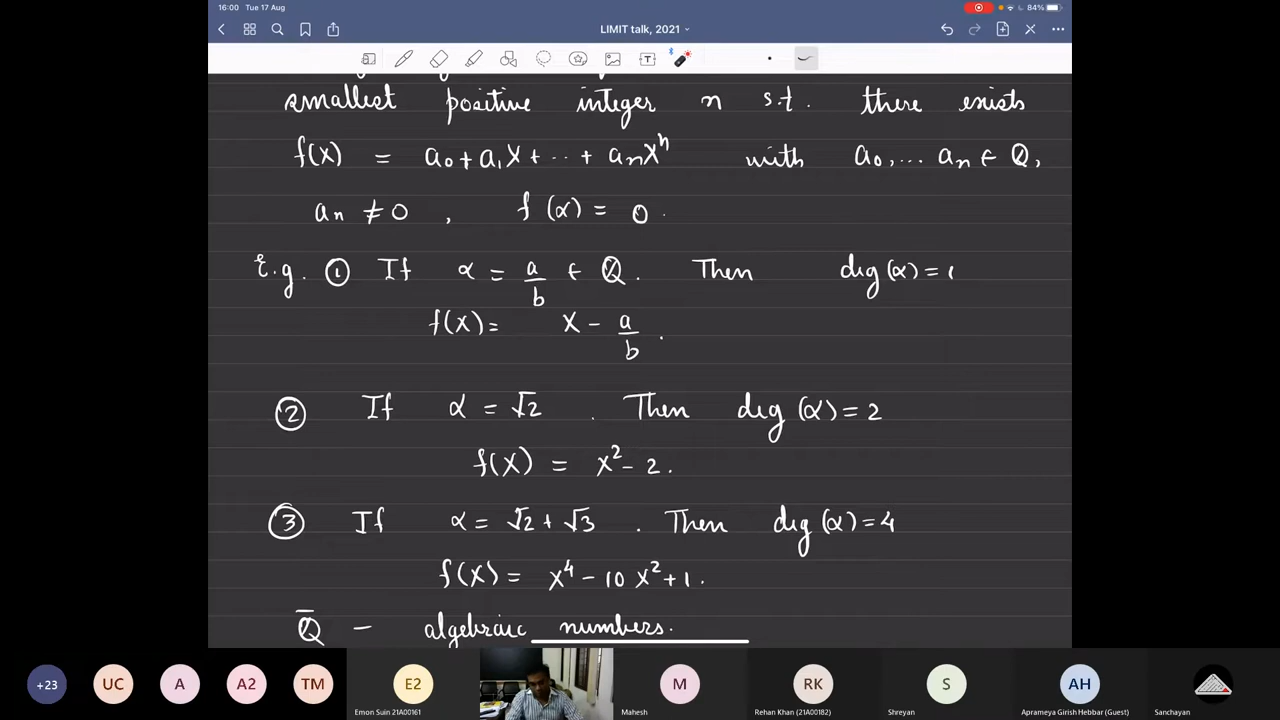 16:00 Tue 17 Aug
84%
LIMIT talk, 2021
smallest positive integer n s.t. there exists
f(X) = a₀ + a₁X + ·· + aₙXⁿ with a₀, ... aₙ ∈ ℚ,
aₙ ≠ 0 , f(α) = 0.
E.g. ① If α = a/b ∈ ℚ. Then deg(α) = 1
f(X) = X - a/b.
② If α = √2 . Then deg(α) = 2
f(X) = X² - 2.
③ If α = √2 + √3 . Then deg(α) = 4
f(X) = X⁴ - 10X² + 1.
ℚ̄ - algebraic numbers.
+23 UC A A2 TM E2 M RK S AH
Emon Suin 21A00161 Mahesh Rehan Khan (21A00182) Shreyan Aprameya Girish Hebbar (Guest) Sanchayan